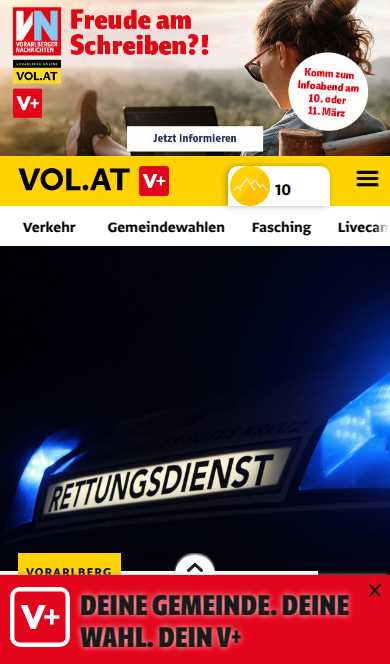 VN
VORARLBERGER
NACHRICHTEN
VORARLBERG ONLINE
VOL.AT
V+
Freude am
Schreiben?!
Komm zum
Infoabend am
10. oder
11. März
Jetzt informieren
VOL.AT V+
10
Verkehr Gemeindewahlen Fasching Livecam
RETTUNGSDIENST
VORARLBERG
V+
DEINE GEMEINDE. DEINE
WAHL. DEIN V+